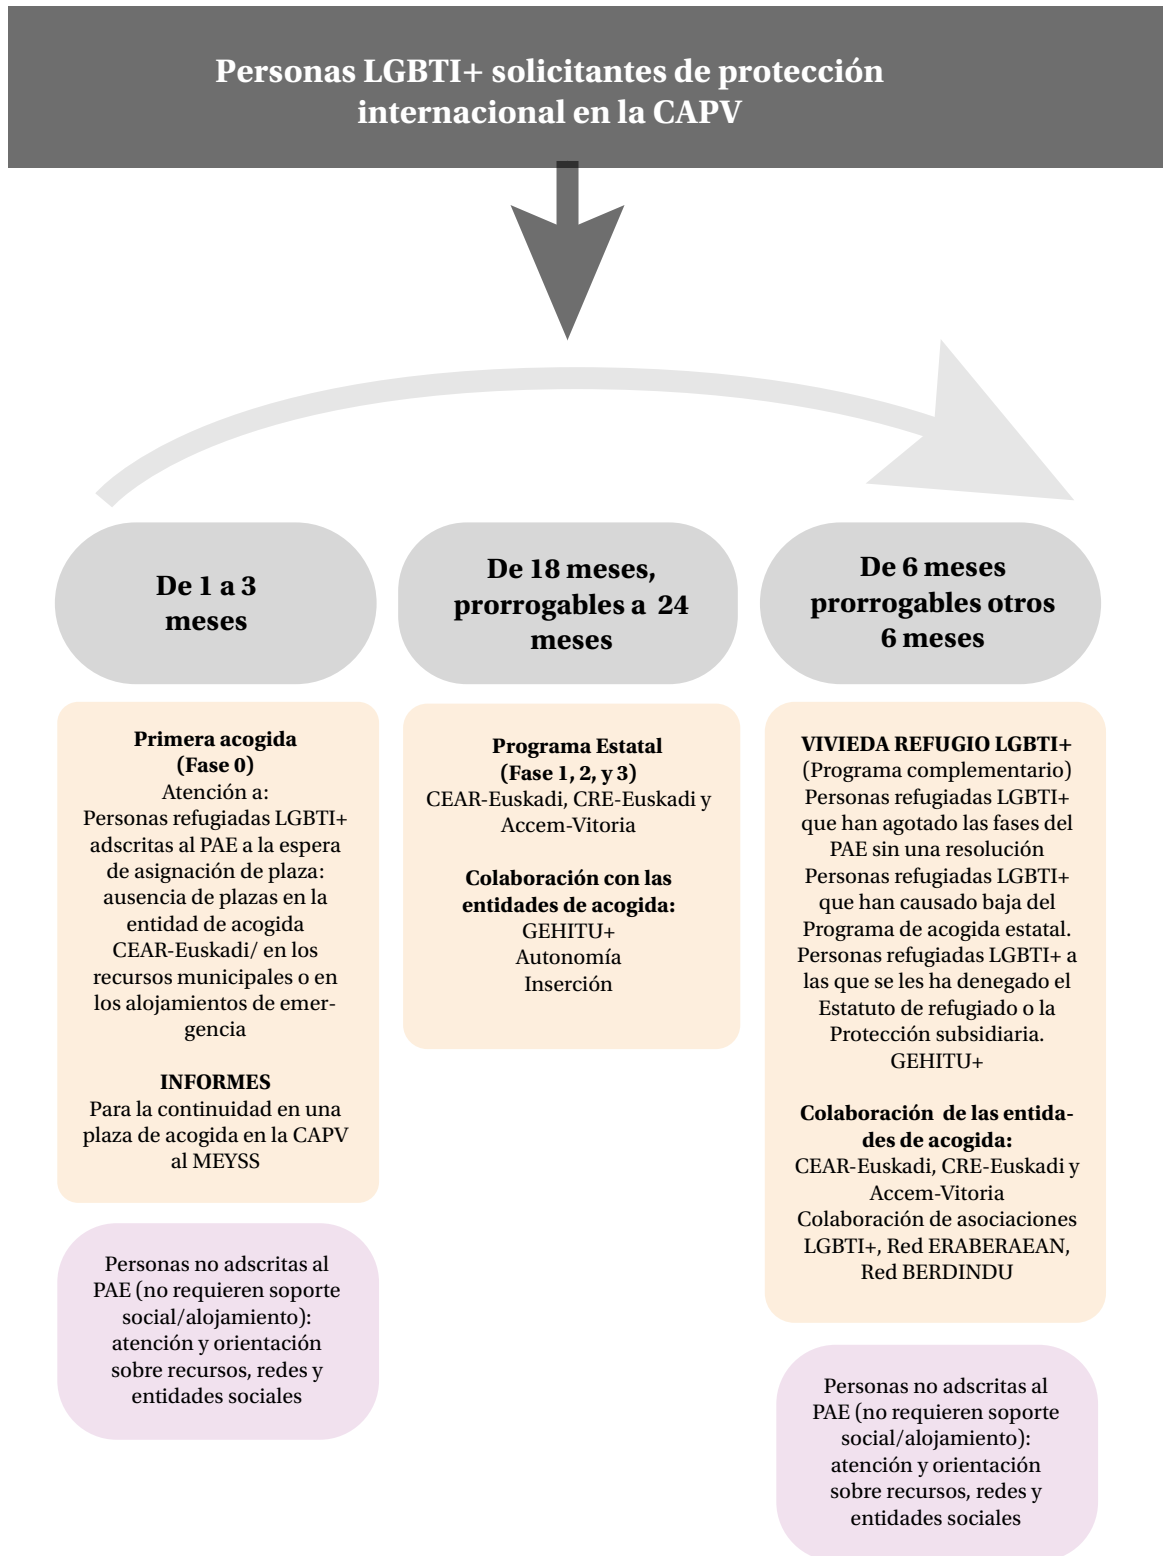 Personas LGBTI+ solicitantes de protección
internacional en la CAPV
De 1 a 3
meses
Primera acogida
(Fase 0)
Atención a:
Personas refugiadas LGBTI+
adscritas al PAE a la espera
de asignación de plaza:
ausencia de plazas en la
entidad de acogida
CEAR-Euskadi/ en los
recursos municipales o en
los alojamientos de emer-
gencia
INFORMES
Para la continuidad en una
plaza de acogida en la CAPV
al MEYSS
Personas no adscritas al
PAE (no requieren soporte
social/alojamiento):
atención y orientación
sobre recursos, redes y
entidades sociales
De 18 meses,
prorrogables a 24
meses
Programa Estatal
(Fase 1, 2, y 3)
CEAR-Euskadi, CRE-Euskadi y
Accem-Vitoria
Colaboración con las
entidades de acogida:
GEHITU+
Autonomía
Inserción
De 6 meses
prorrogables otros
6 meses
VIVIEDA REFUGIO LGBTI+
(Programa complementario)
Personas refugiadas LGBTI+
que han agotado las fases del
PAE sin una resolución
Personas refugiadas LGBTI+
que han causado baja del
Programa de acogida estatal.
Personas refugiadas LGBTI+ a
las que se les ha denegado el
Estatuto de refugiado o la
Protección subsidiaria.
GEHITU+
Colaboración de las entida-
des de acogida:
CEAR-Euskadi, CRE-Euskadi y
Accem-Vitoria
Colaboración de asociaciones
LGBTI+, Red ERABERAEAN,
Red BERDINDU
Personas no adscritas al
PAE (no requieren soporte
social/alojamiento):
atención y orientación
sobre recursos, redes y
entidades sociales